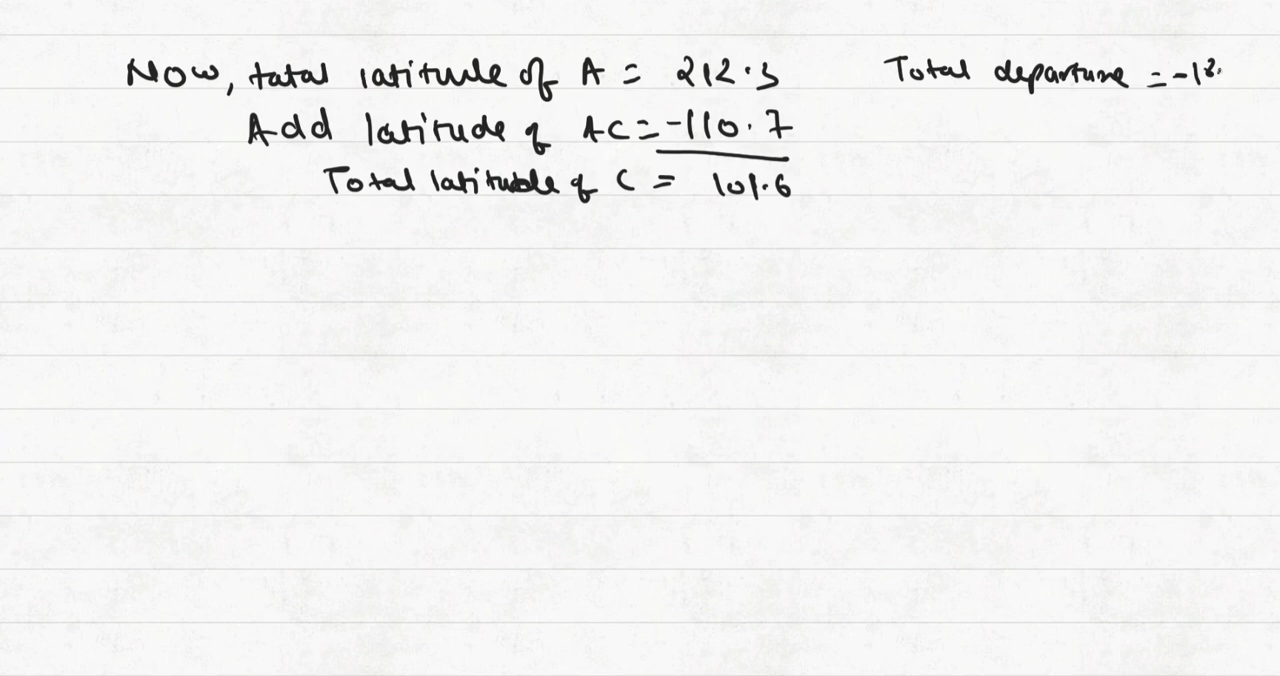 Now, total latitude of A = 212.3 Total departure = -18.
Add latitude of AC = -110.7
Total latitude of C = 101.6